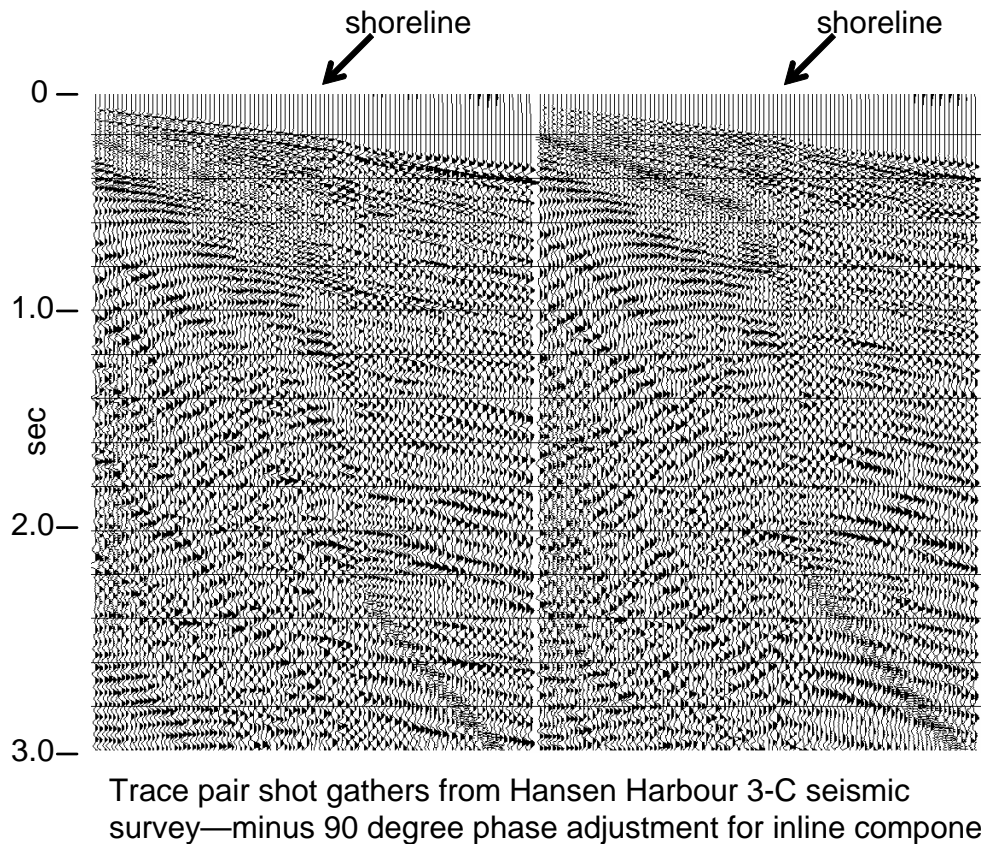 shoreline shoreline
0
1.0
sec
2.0
3.0
Trace pair shot gathers from Hansen Harbour 3-C seismic
survey—minus 90 degree phase adjustment for inline compone